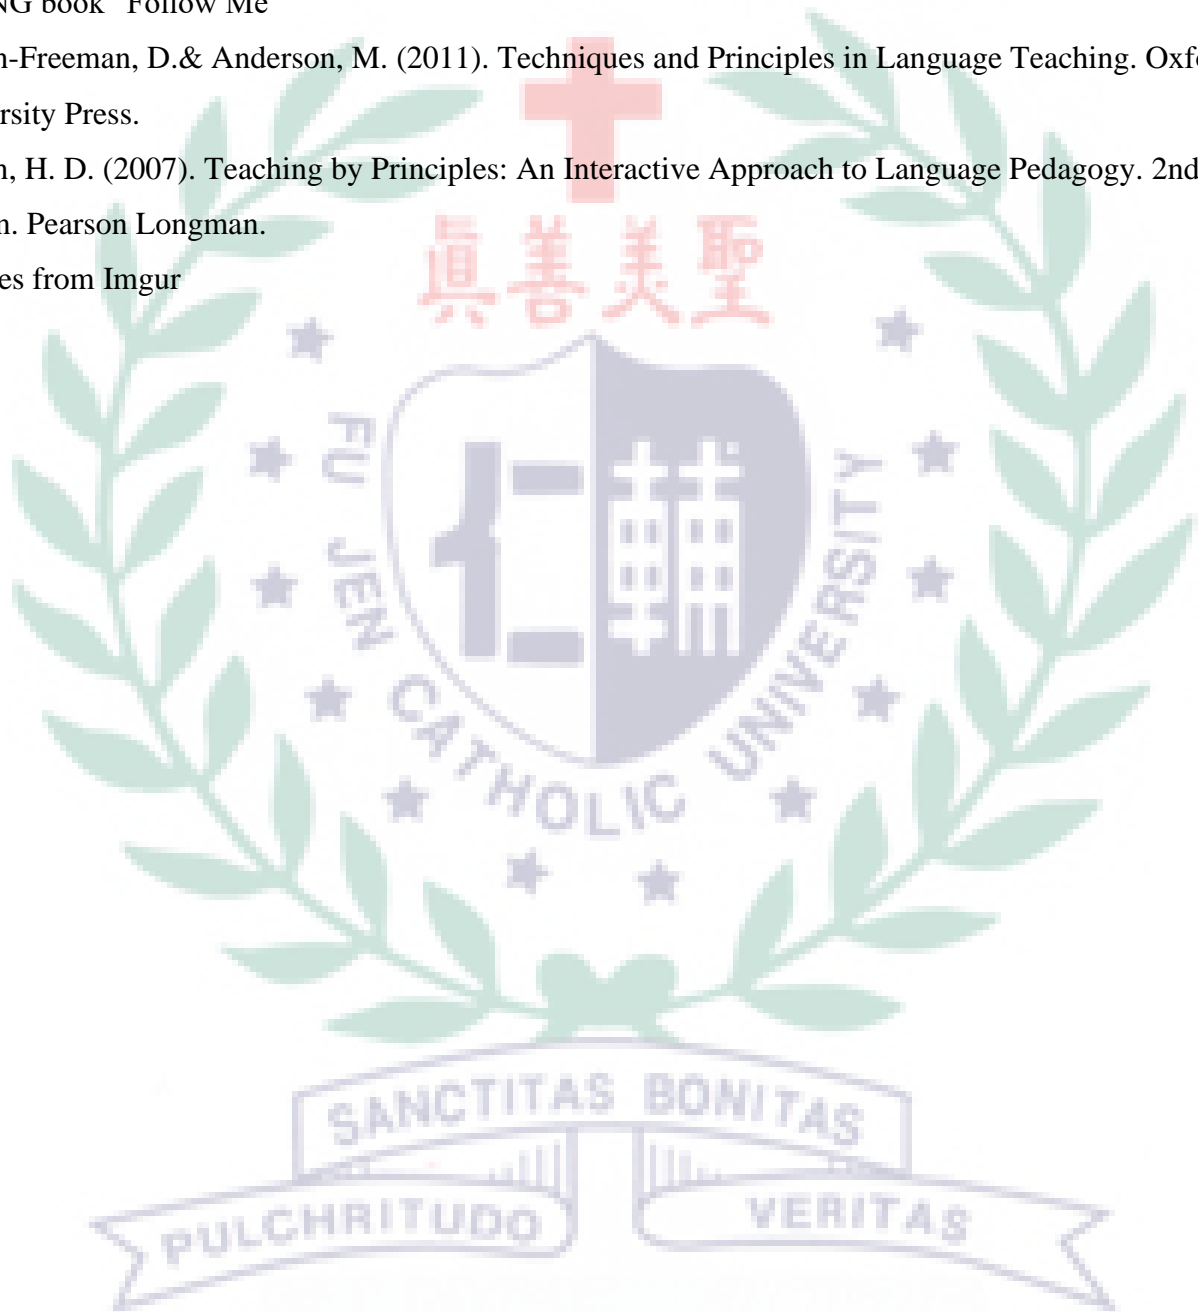 NG book "Follow Me"
n-Freeman, D.& Anderson, M. (2011). Techniques and Principles in Language Teaching. Oxfo
rsity Press.
n, H. D. (2007). Teaching by Principles: An Interactive Approach to Language Pedagogy. 2nd
n. Pearson Longman.
es from Imgur
眞善美聖
FU JEN CATHOLIC UNIVERSITY
仁輔
SANCTITAS BONITAS
PULCHRITUDO VERITAS